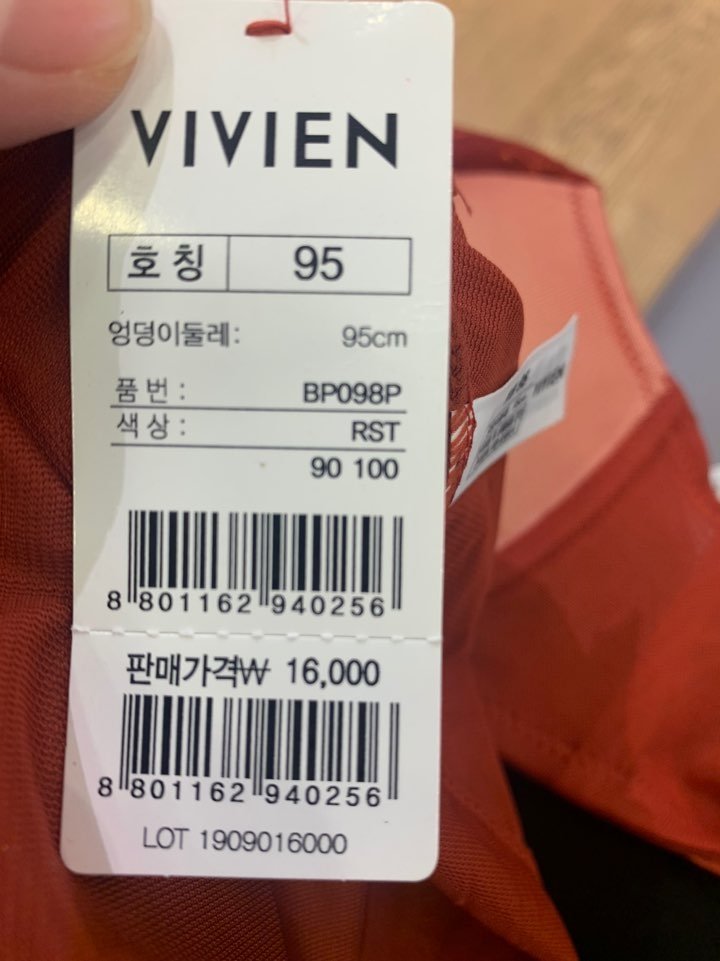 VIVIEN
호칭 95
엉덩이둘레: 95cm
품번 : BP098P
색상 : RST
90 100
8 801162 940256
판매가격₩ 16,000
8 801162 940256
LOT 1909016000
VIVIEN